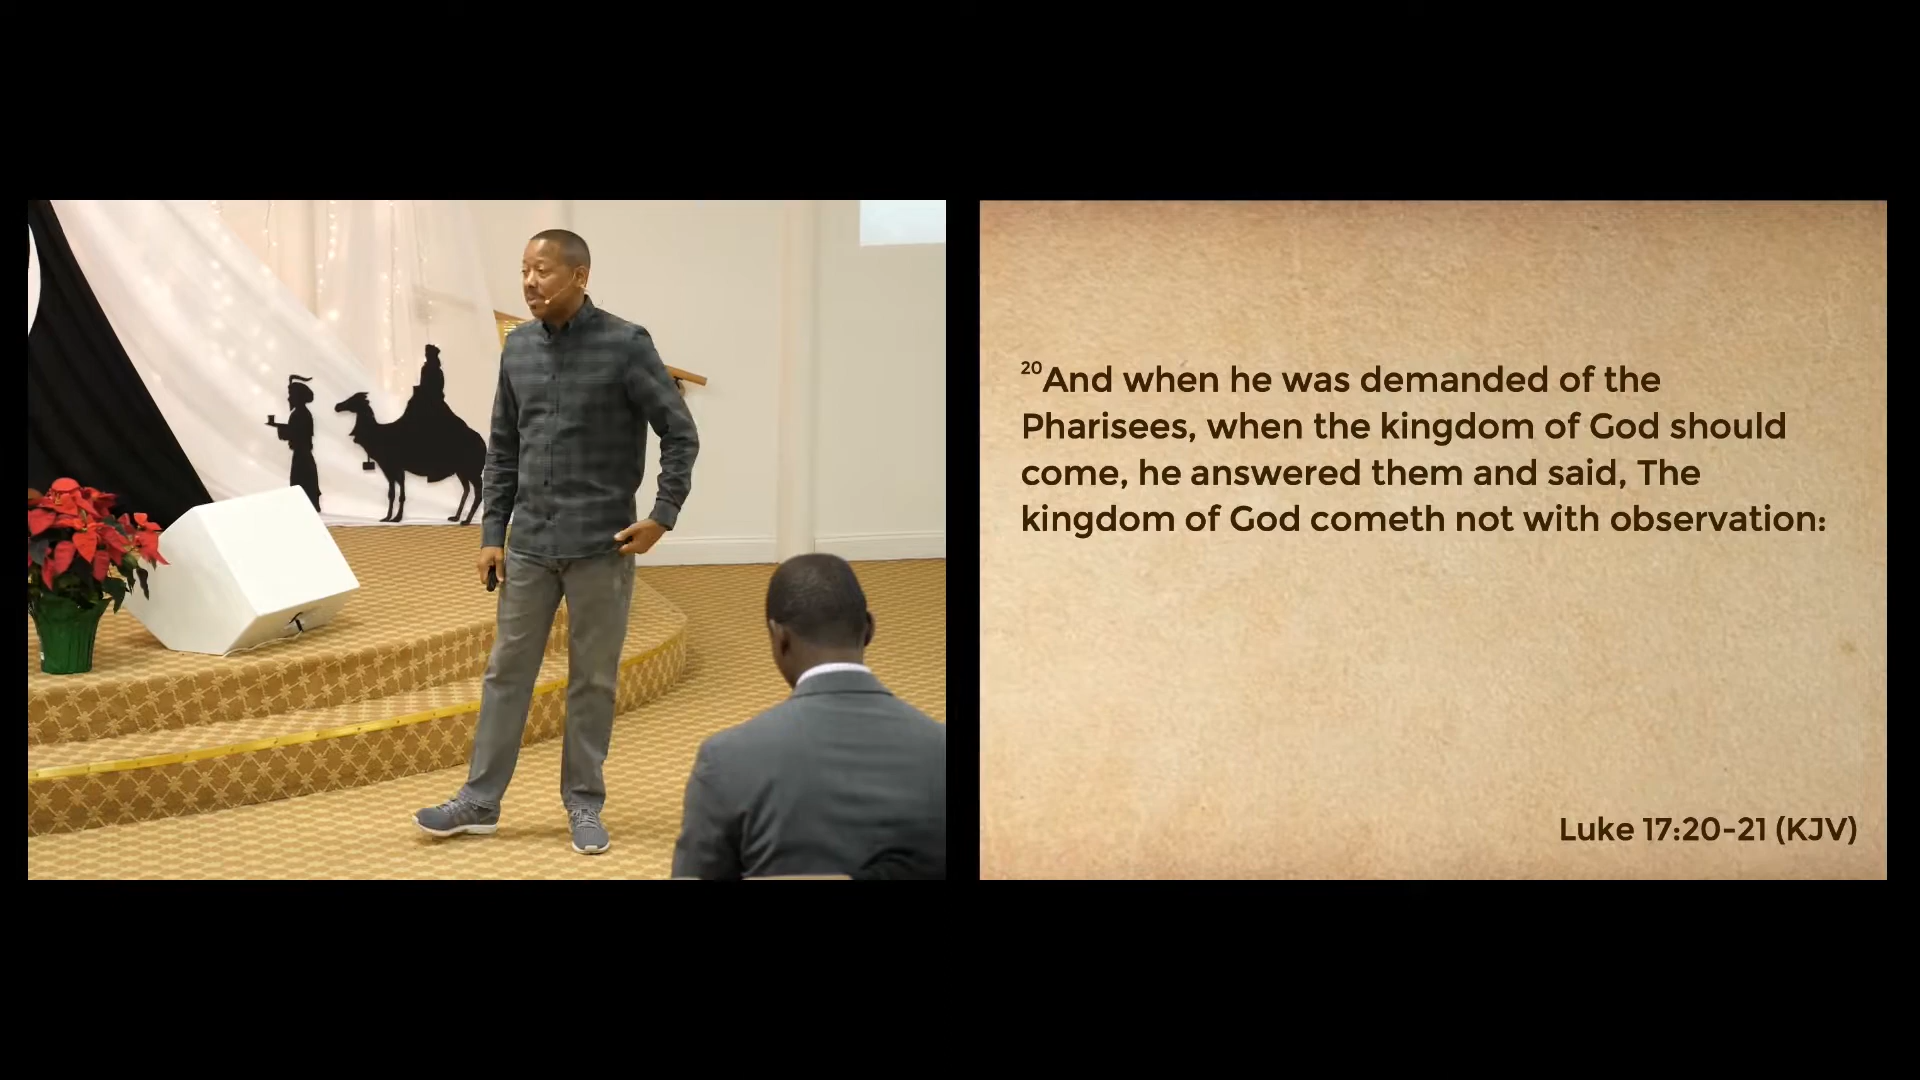 20And when he was demanded of the
Pharisees, when the kingdom of God should
come, he answered them and said, The
kingdom of God cometh not with observation:
Luke 17:20-21 (KJV)